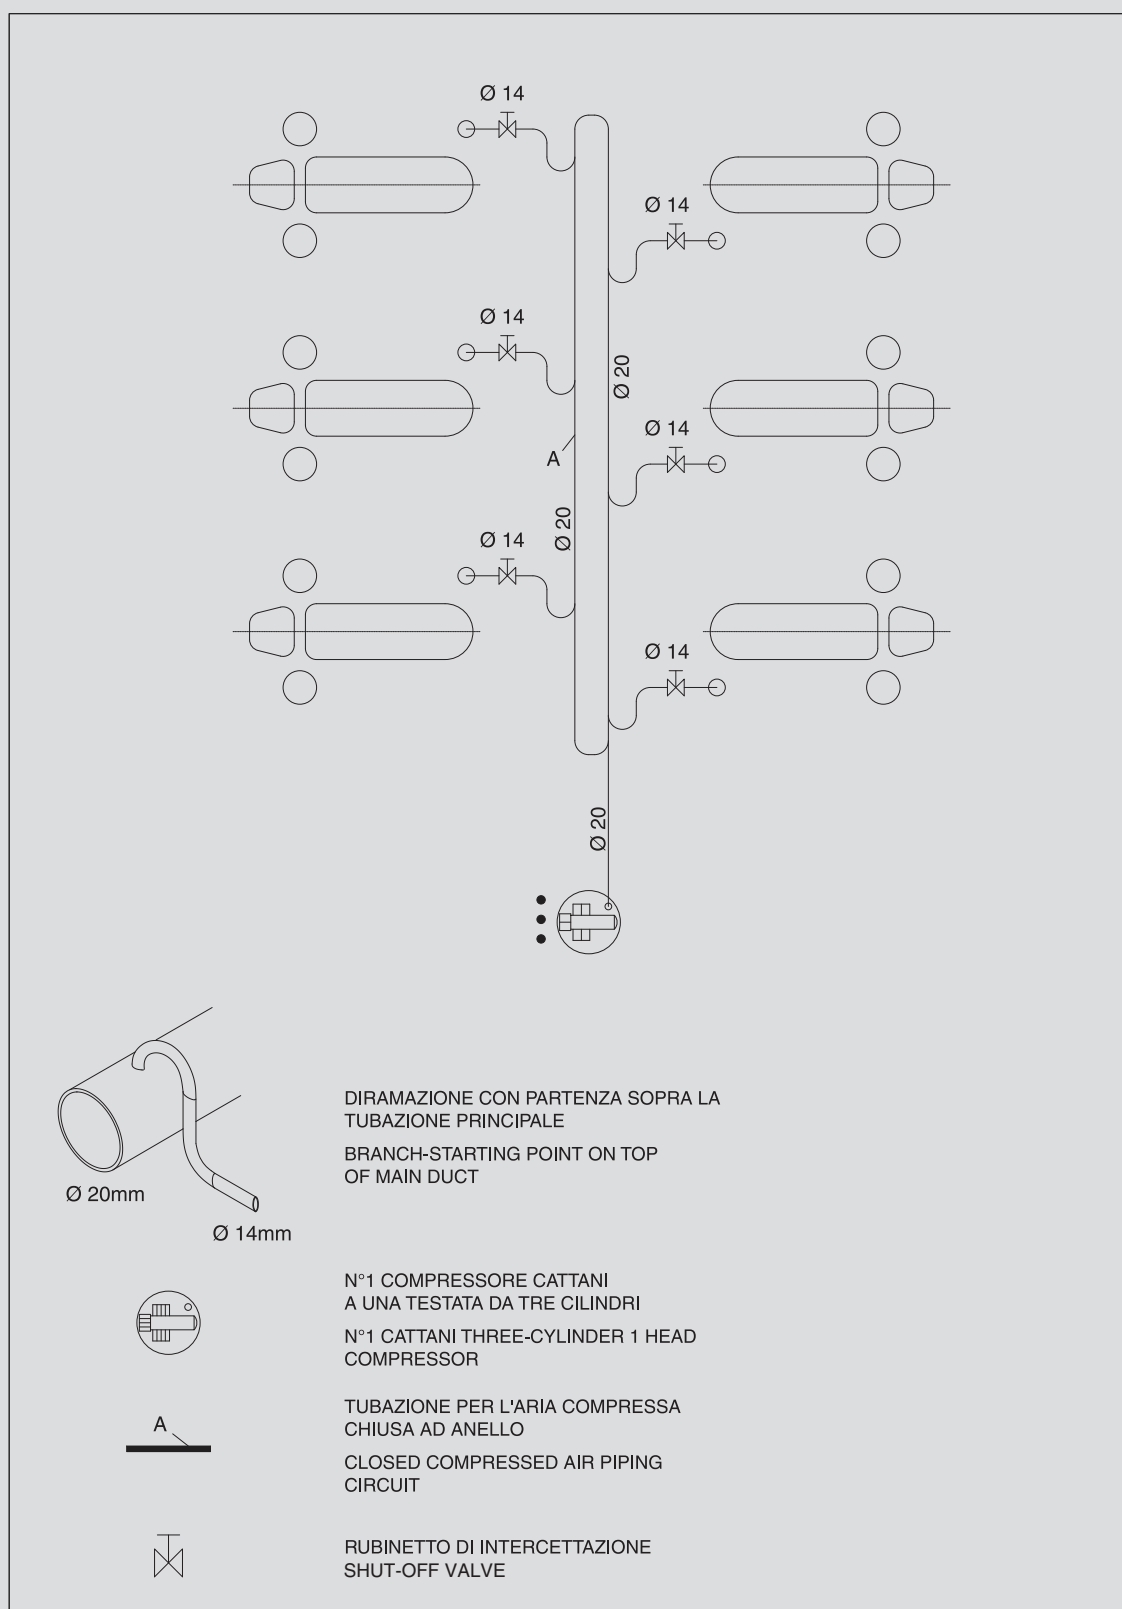 Ø 14
Ø 14
Ø 14
Ø 20
Ø 14
A
Ø 20
Ø 14
Ø 14
Ø 20
DIRAMAZIONE CON PARTENZA SOPRA LA
TUBAZIONE PRINCIPALE
BRANCH-STARTING POINT ON TOP
OF MAIN DUCT
Ø 20mm
Ø 14mm
N°1 COMPRESSORE CATTANI
A UNA TESTATA DA TRE CILINDRI
N°1 CATTANI THREE-CYLINDER 1 HEAD
COMPRESSOR
A
TUBAZIONE PER L'ARIA COMPRESSA
CHIUSA AD ANELLO
CLOSED COMPRESSED AIR PIPING
CIRCUIT
RUBINETTO DI INTERCETTAZIONE
SHUT-OFF VALVE